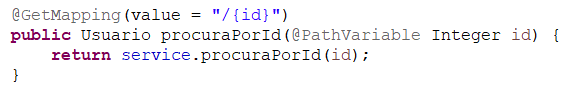 @GetMapping(value = "/{id}")
public Usuario procuraPorId(@PathVariable Integer id) {
    return service.procuraPorId(id);
}